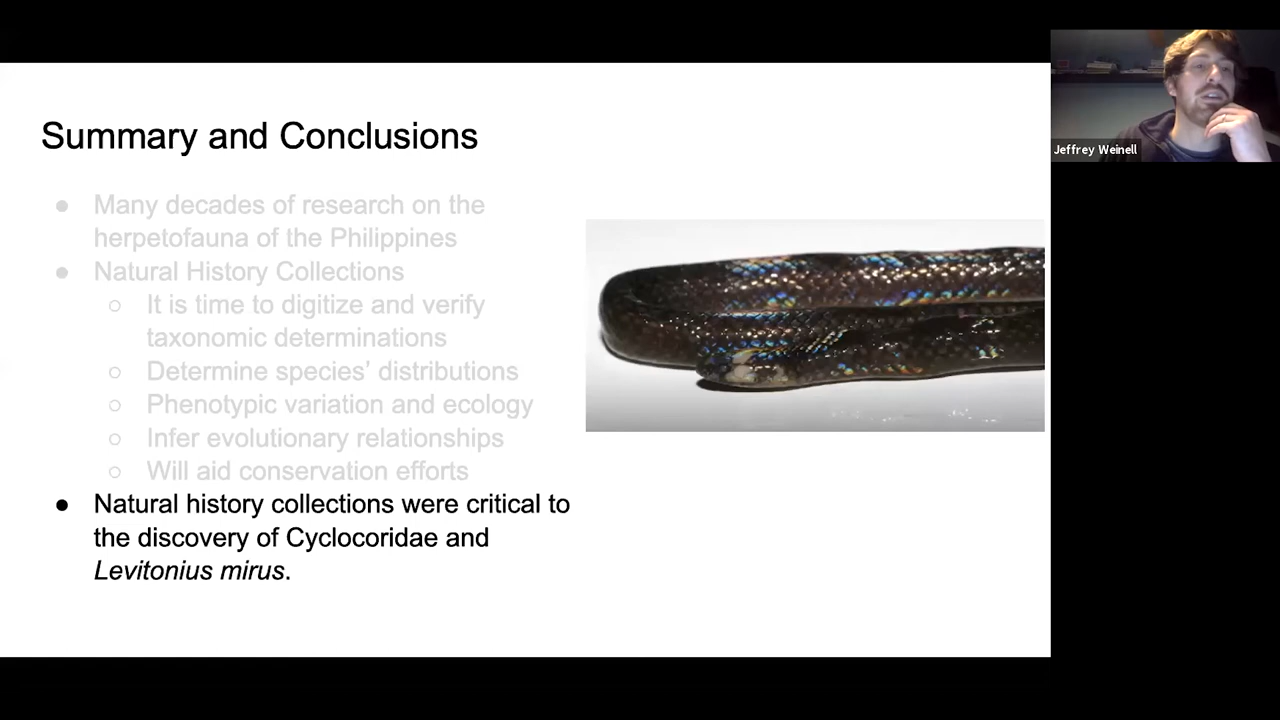 Summary and Conclusions
● Many decades of research on the
herpetofauna of the Philippines
● Natural History Collections
○ It is time to digitize and verify
taxonomic determinations
○ Determine species' distributions
○ Phenotypic variation and ecology
○ Infer evolutionary relationships
○ Will aid conservation efforts
● Natural history collections were critical to
the discovery of Cyclocoridae and
Levitonius mirus.
Jeffrey Weinell